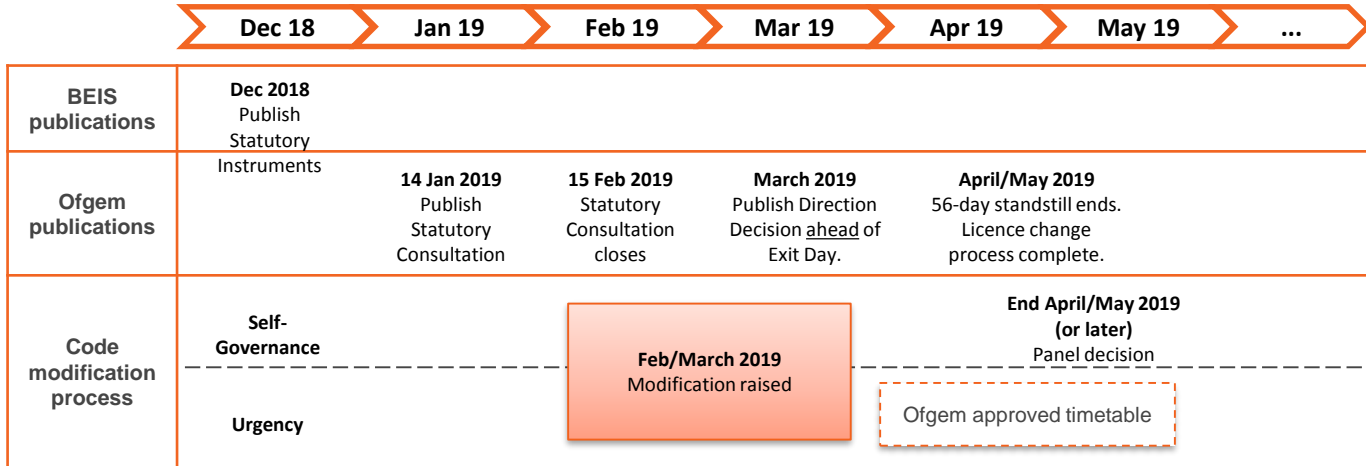 Dec 18
Jan 19
Feb 19
Mar 19
Apr 19
May 19
...
BEIS
publications
Dec 2018
Publish
Statutory
Instruments
Ofgem
publications
14 Jan 2019
Publish
Statutory
Consultation
15 Feb 2019
Statutory
Consultation
closes
March 2019
Publish Direction
Decision ahead of
Exit Day.
April/May 2019
56-day standstill ends.
Licence change
process complete.
Code
modification
process
Self-
Governance
Urgency
Feb/March 2019
Modification raised
End April/May 2019
(or later)
Panel decision
Ofgem approved timetable